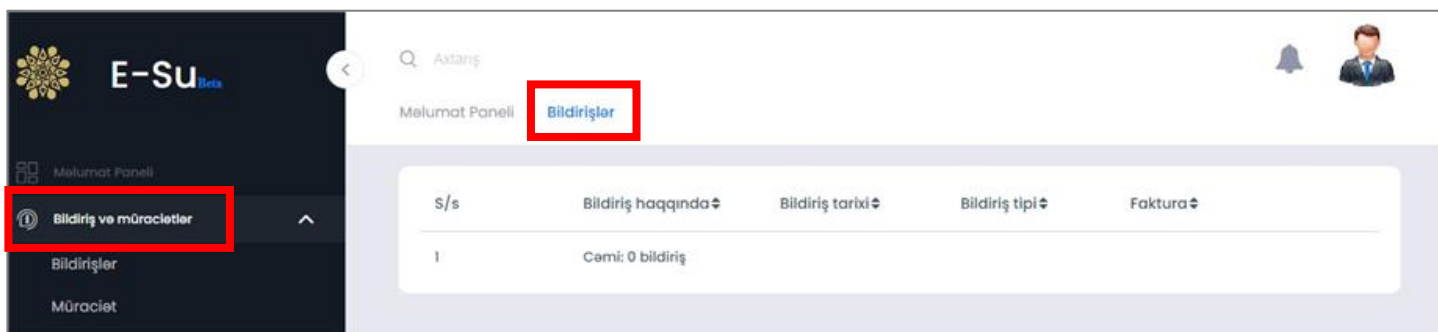 E-Su Beta
Məlumat Paneli
Bildiriş və müraciətlər
Bildirişlər
Müraciət
Axtarış
Məlumat Paneli Bildirişlər
S/s Bildiriş haqqında Bildiriş tarixi Bildiriş tipi Faktura
1 Cəmi: 0 bildiriş